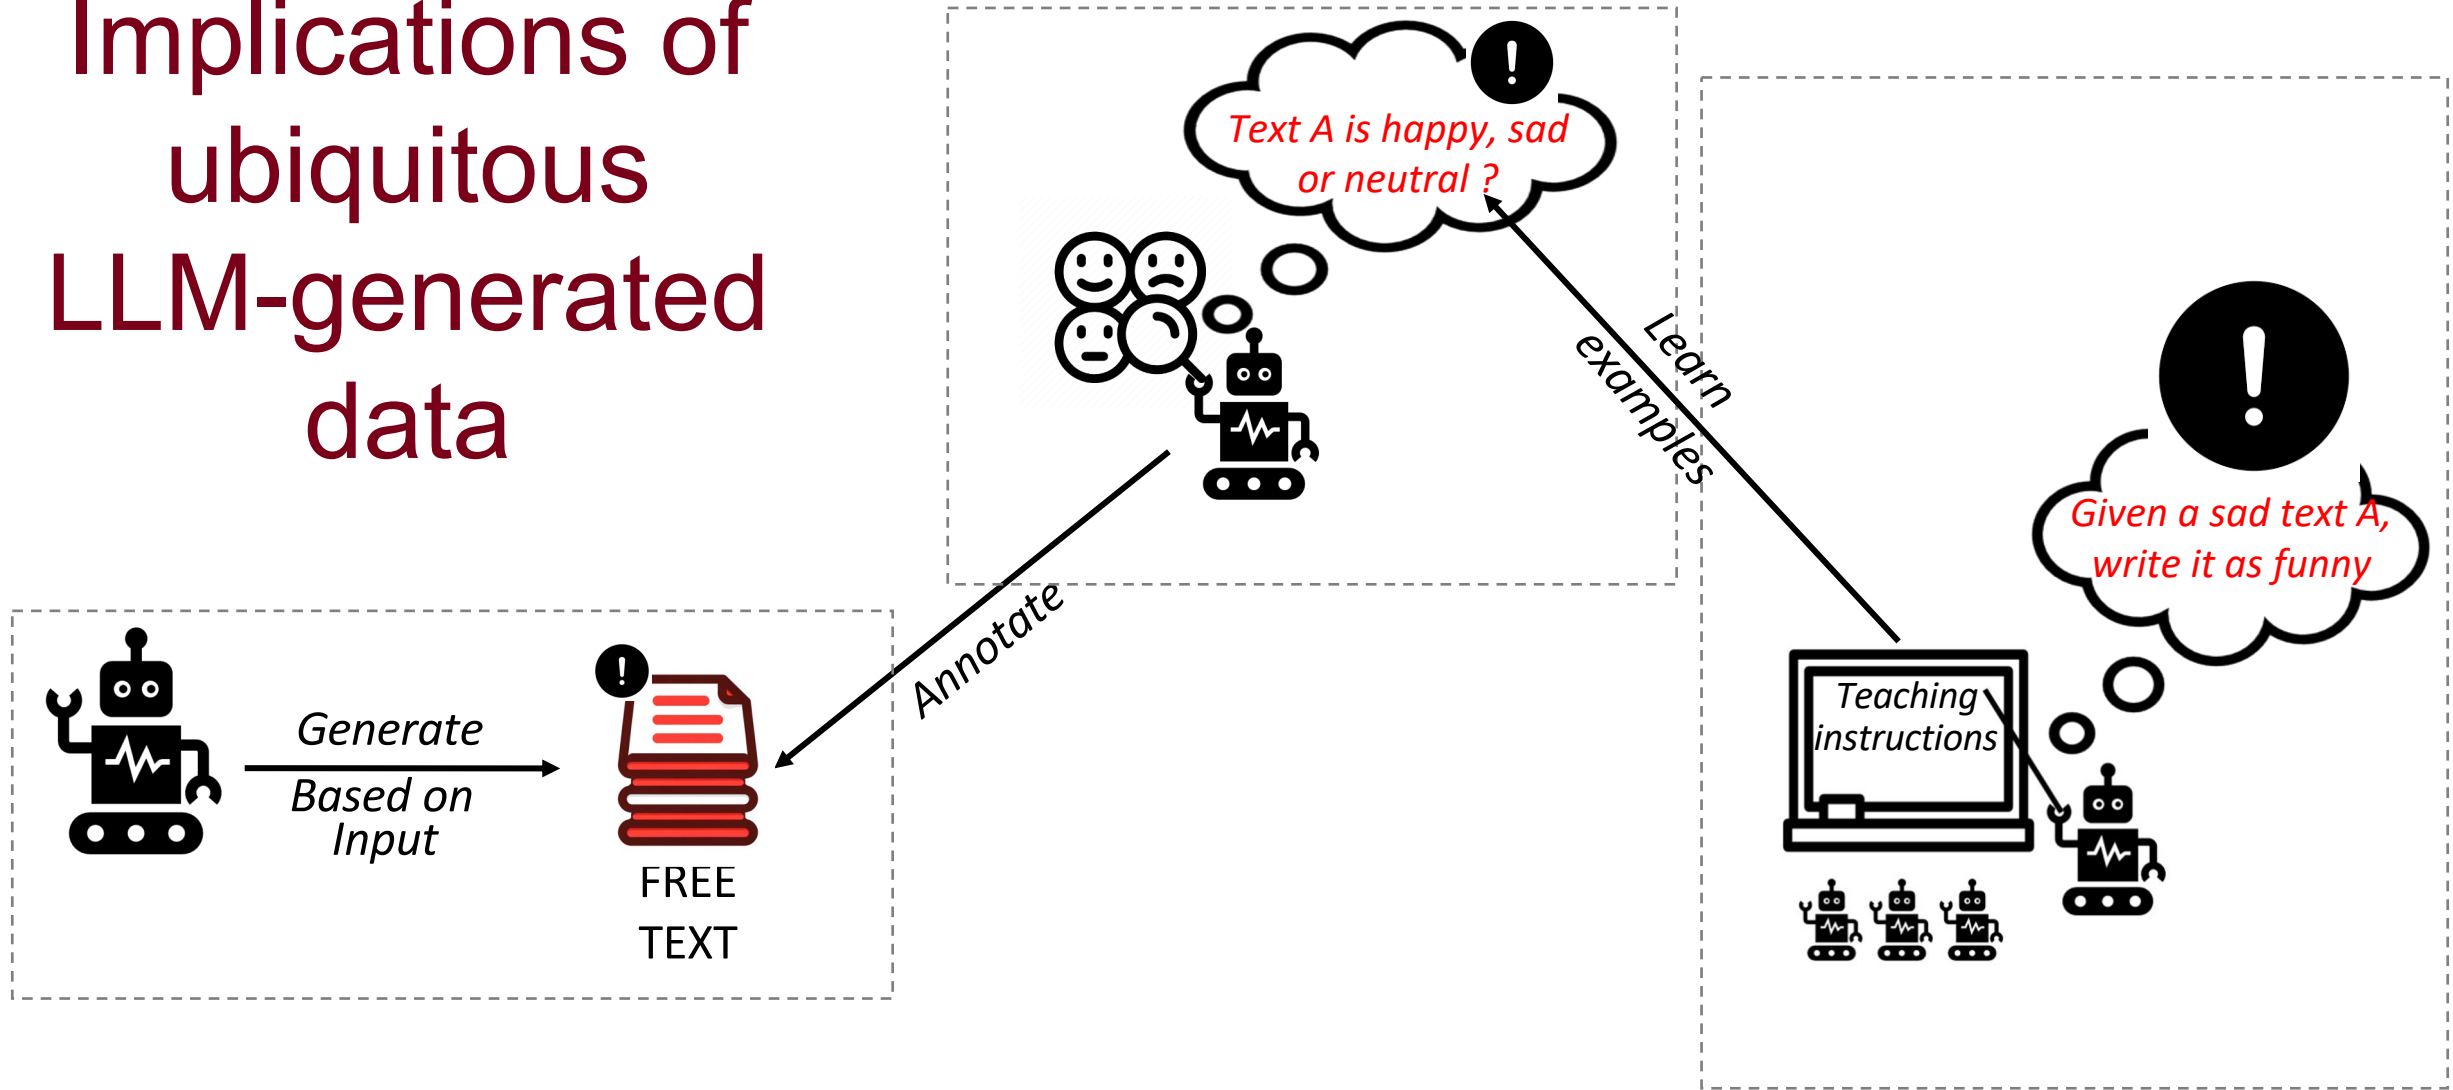 Implications of
ubiquitous
LLM-generated
data
Text A is happy, sad
or neutral ?
Learn
examples
Given a sad text A,
write it as funny
Annotate
Generate
Based on
Input
FREE
TEXT
Teaching
instructions